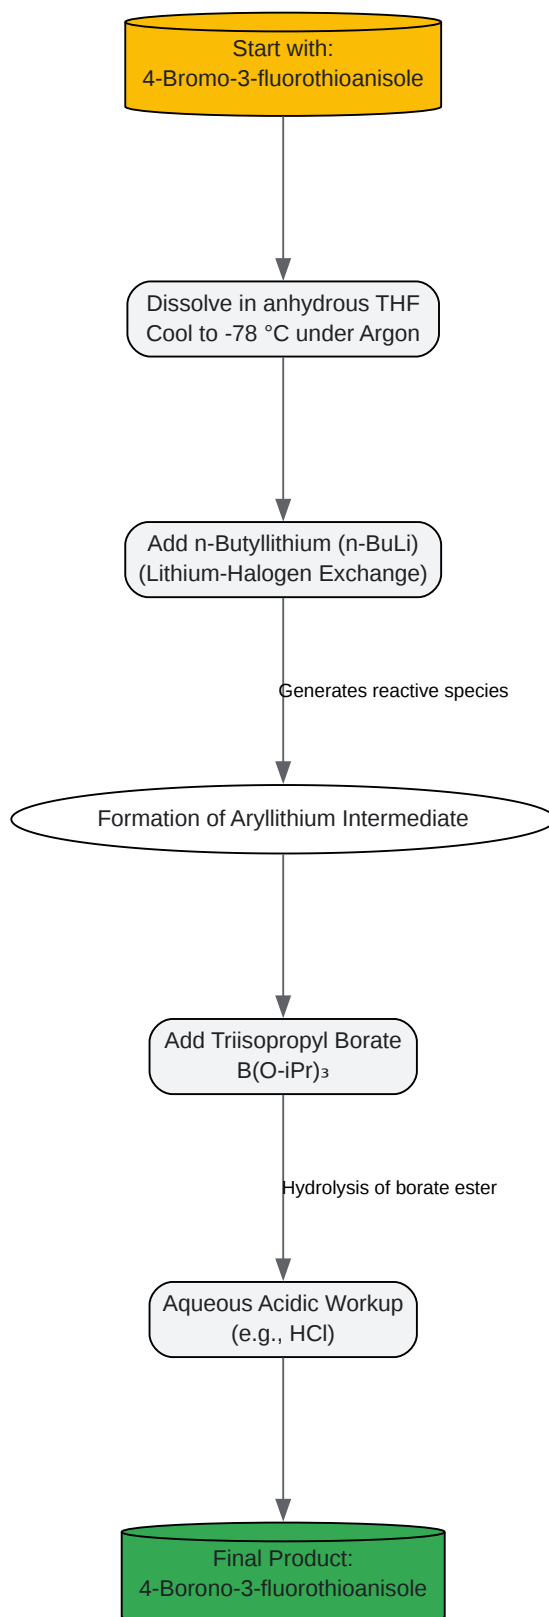 Start with:
4-Bromo-3-fluorothioanisole
Dissolve in anhydrous THF
Cool to -78 °C under Argon
Add n-Butyllithium (n-BuLi)
(Lithium-Halogen Exchange)
Generates reactive species
Formation of Aryllithium Intermediate
Add Triisopropyl Borate
B(O-iPr)₃
Hydrolysis of borate ester
Aqueous Acidic Workup
(e.g., HCl)
Final Product:
4-Borono-3-fluorothioanisole